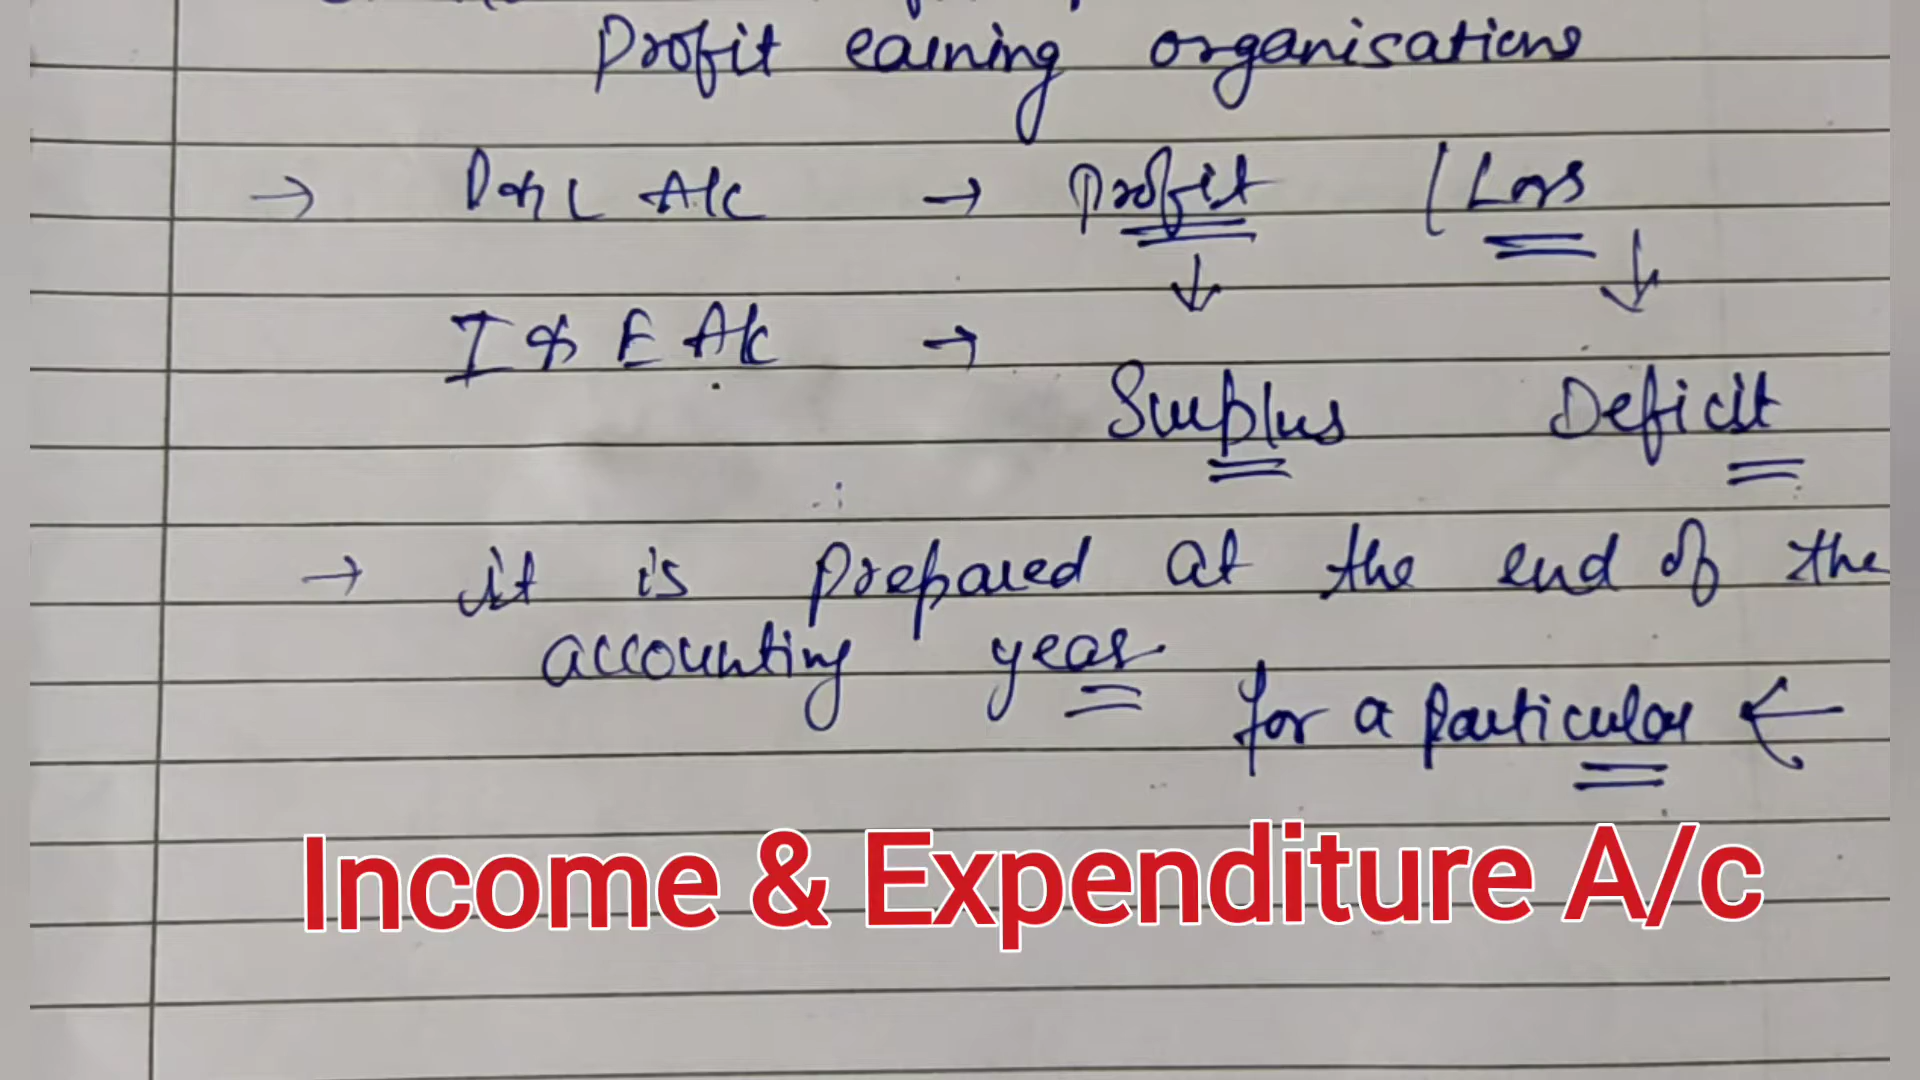 Profit earning organisations
→ P & L A/c → Profit / Loss
↓ ↓
I & E A/c →
Surplus Deficit
→ it is prepared at the end of the
accounting year
for a particular ←
Income & Expenditure A/c